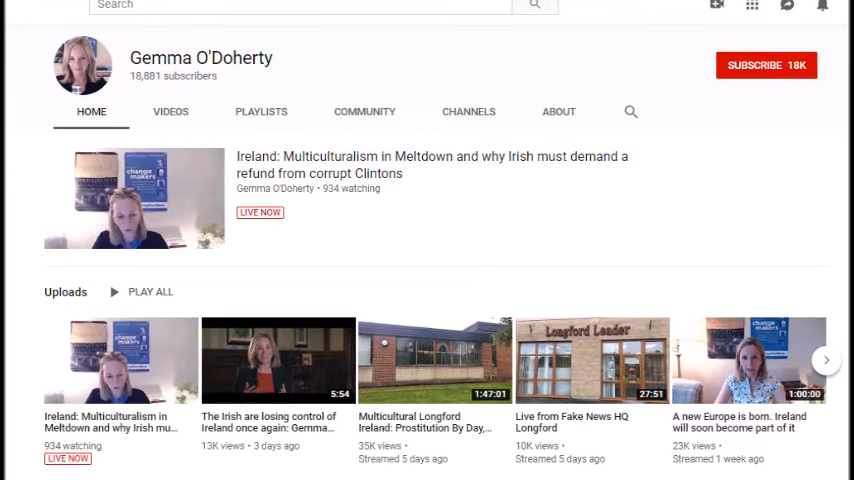 Search
Gemma O'Doherty
18,881 subscribers
SUBSCRIBE 18K
HOME VIDEOS PLAYLISTS COMMUNITY CHANNELS ABOUT
Ireland: Multiculturalism in Meltdown and why Irish must demand a
refund from corrupt Clintons
Gemma O'Doherty • 934 watching
LIVE NOW
change
makers
Uploads PLAY ALL
change
makers
5:54
1:47:01
Longford Leader
27:51
change
makers
1:00:00
Ireland: Multiculturalism in
Meltdown and why Irish mu...
934 watching
LIVE NOW
The Irish are losing control of
Ireland once again: Gemma...
13K views • 3 days ago
Multicultural Longford
Ireland: Prostitution By Day,...
35K views •
Streamed 5 days ago
Live from Fake News HQ
Longford
10K views •
Streamed 5 days ago
A new Europe is born. Ireland
will soon become part of it
23K views •
Streamed 1 week ago